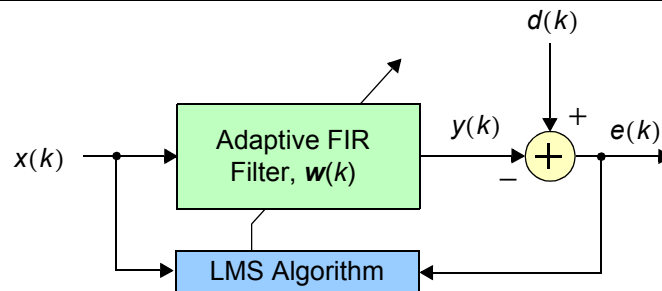 d(k)
Adaptive FIR
Filter, w(k)
x(k)
y(k)
+
e(k)
+
−
LMS Algorithm